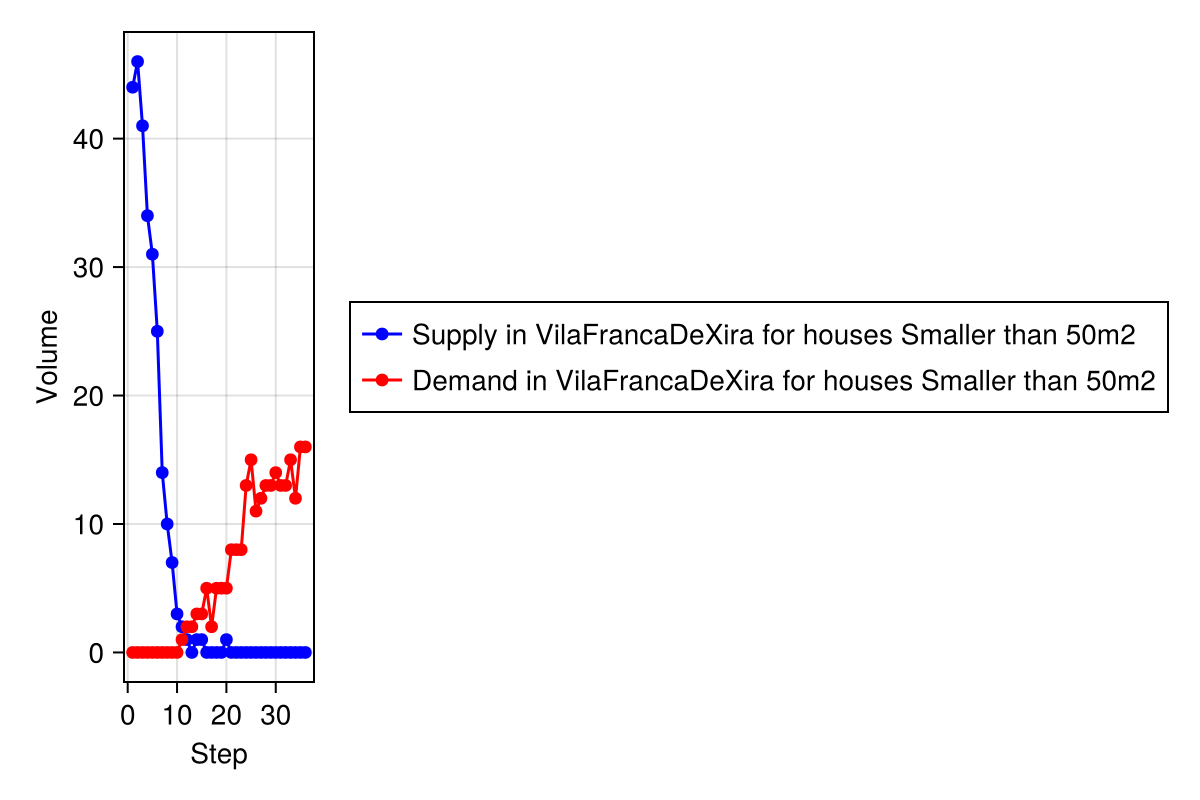 Volume
40
30
20
10
0
0 10 20 30
Step
Supply in VilaFrancaDeXira for houses Smaller than 50m2
Demand in VilaFrancaDeXira for houses Smaller than 50m2